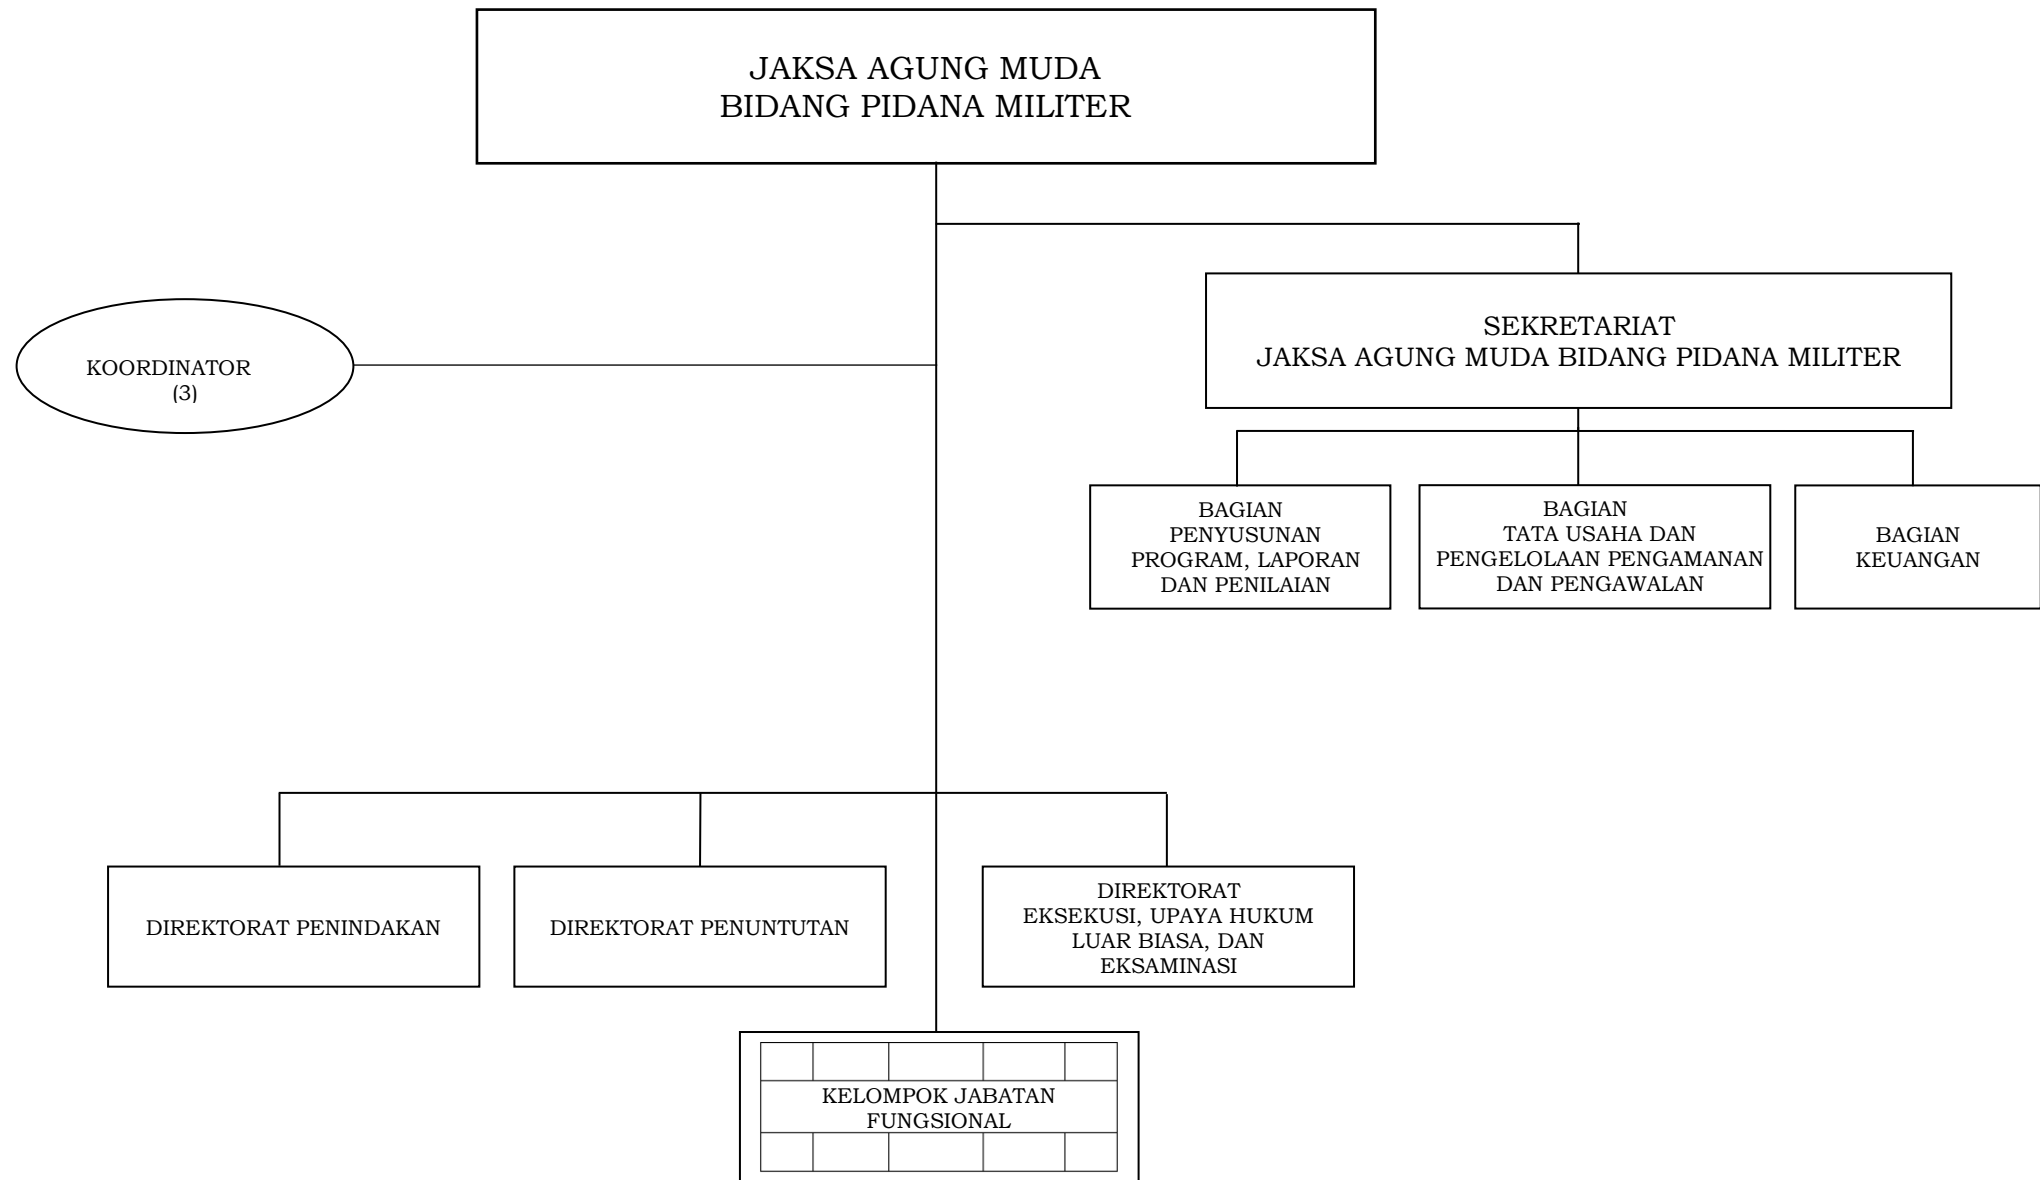 JAKSA AGUNG MUDA
BIDANG PIDANA MILITER
SEKRETARIAT
JAKSA AGUNG MUDA BIDANG PIDANA MILITER
KOORDINATOR
(3)
BAGIAN
PENYUSUNAN
PROGRAM, LAPORAN
DAN PENILAIAN
BAGIAN
TATA USAHA DAN
PENGELOLAAN PENGAMANAN
DAN PENGAWALAN
BAGIAN
KEUANGAN
DIREKTORAT PENINDAKAN
DIREKTORAT PENUNTUTAN
DIREKTORAT
EKSEKUSI, UPAYA HUKUM
LUAR BIASA, DAN
EKSAMINASI
KELOMPOK JABATAN
FUNGSIONAL